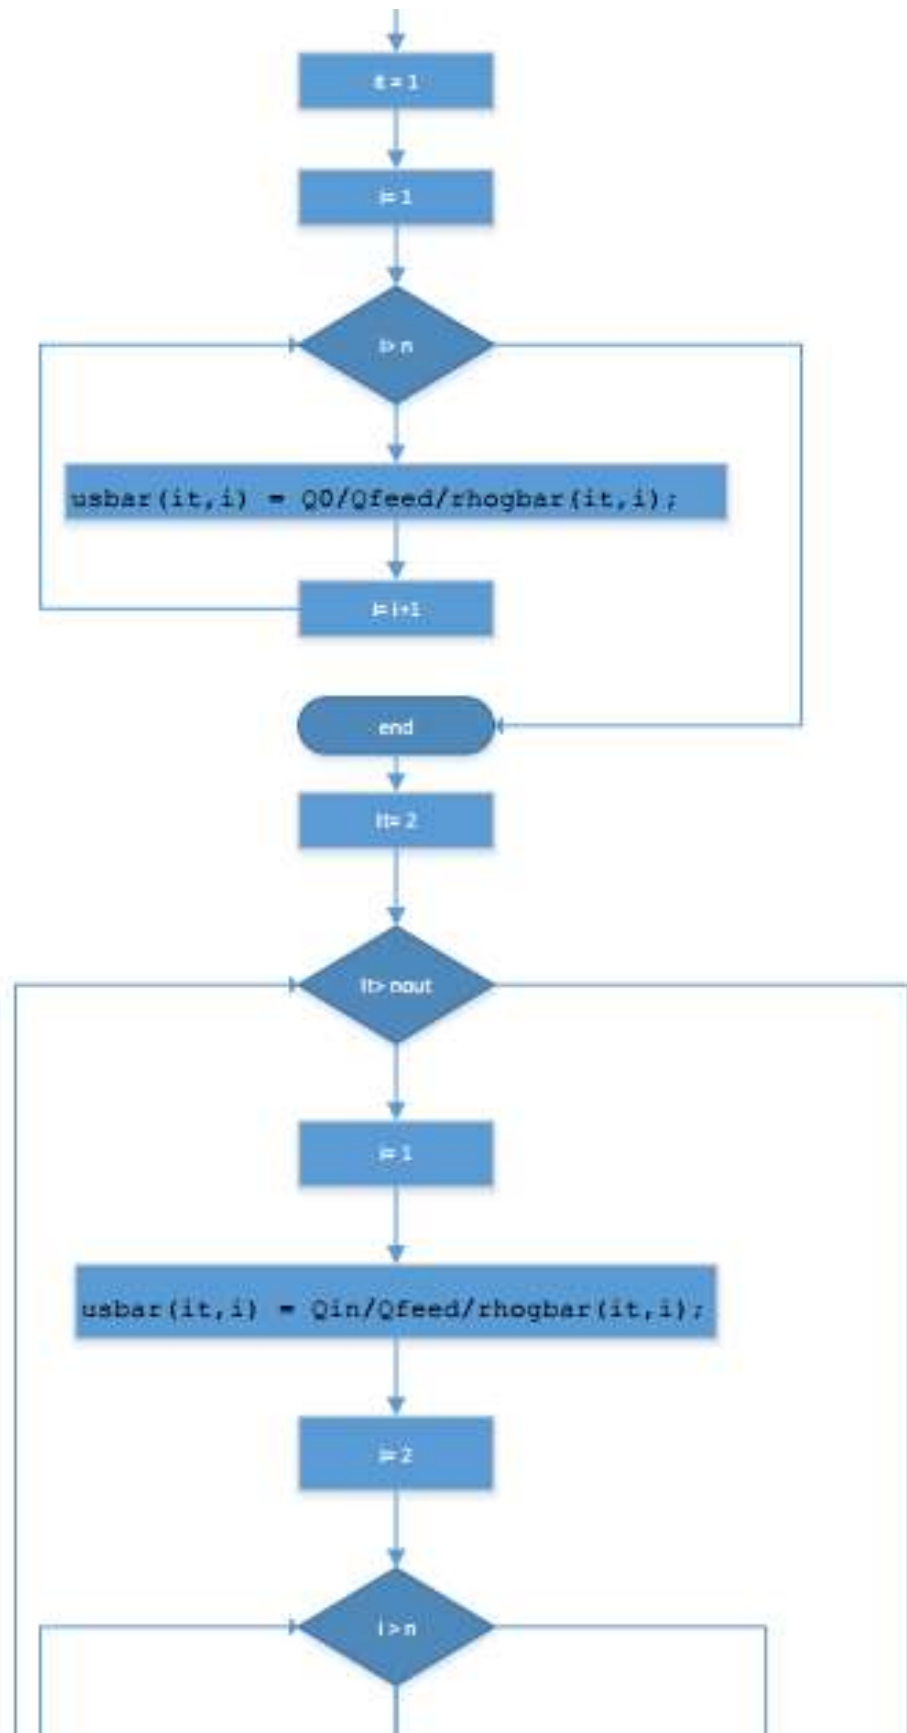 it = 1
i= 1
i> n
usbar(it,i) = Q0/Qfeed/rhogbar(it,i);
i= i+1
end
it= 2
It> nout
i= 1
usbar(it,i) = Qin/Qfeed/rhogbar(it,i);
i= 2
i > n